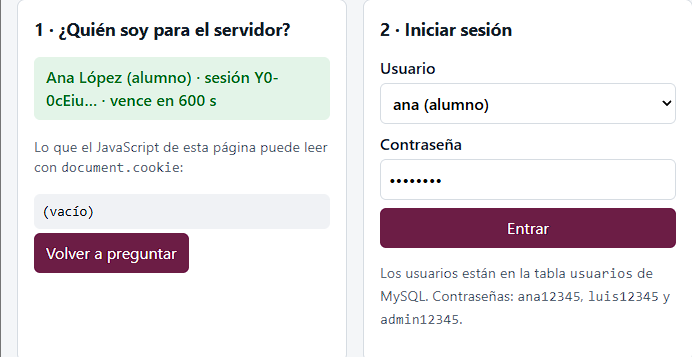 1 · ¿Quién soy para el servidor?
Ana López (alumno) · sesión Y0-
0cEiu... · vence en 600 s
Lo que el JavaScript de esta página puede leer
con document.cookie:
(vacío)
Volver a preguntar
2 · Iniciar sesión
Usuario
ana (alumno)
Contraseña
••••••••
Entrar
Los usuarios están en la tabla usuarios de
MySQL. Contraseñas: ana12345, luis12345 y
admin12345.